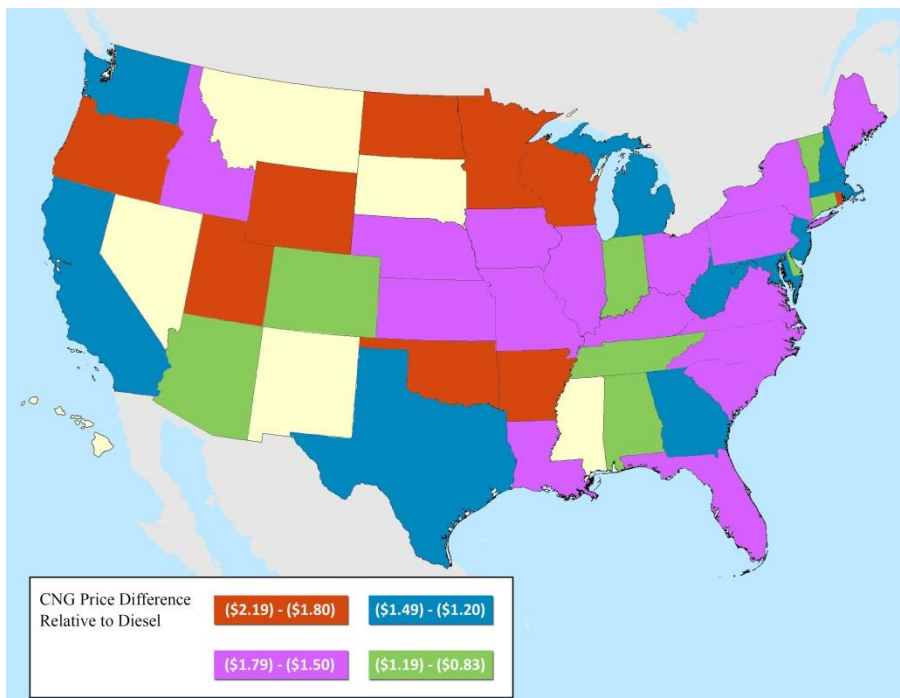 CNG Price Difference
Relative to Diesel
($2.19) - ($1.80)
($1.49) - ($1.20)
($1.79) - ($1.50)
($1.19) - ($0.83)